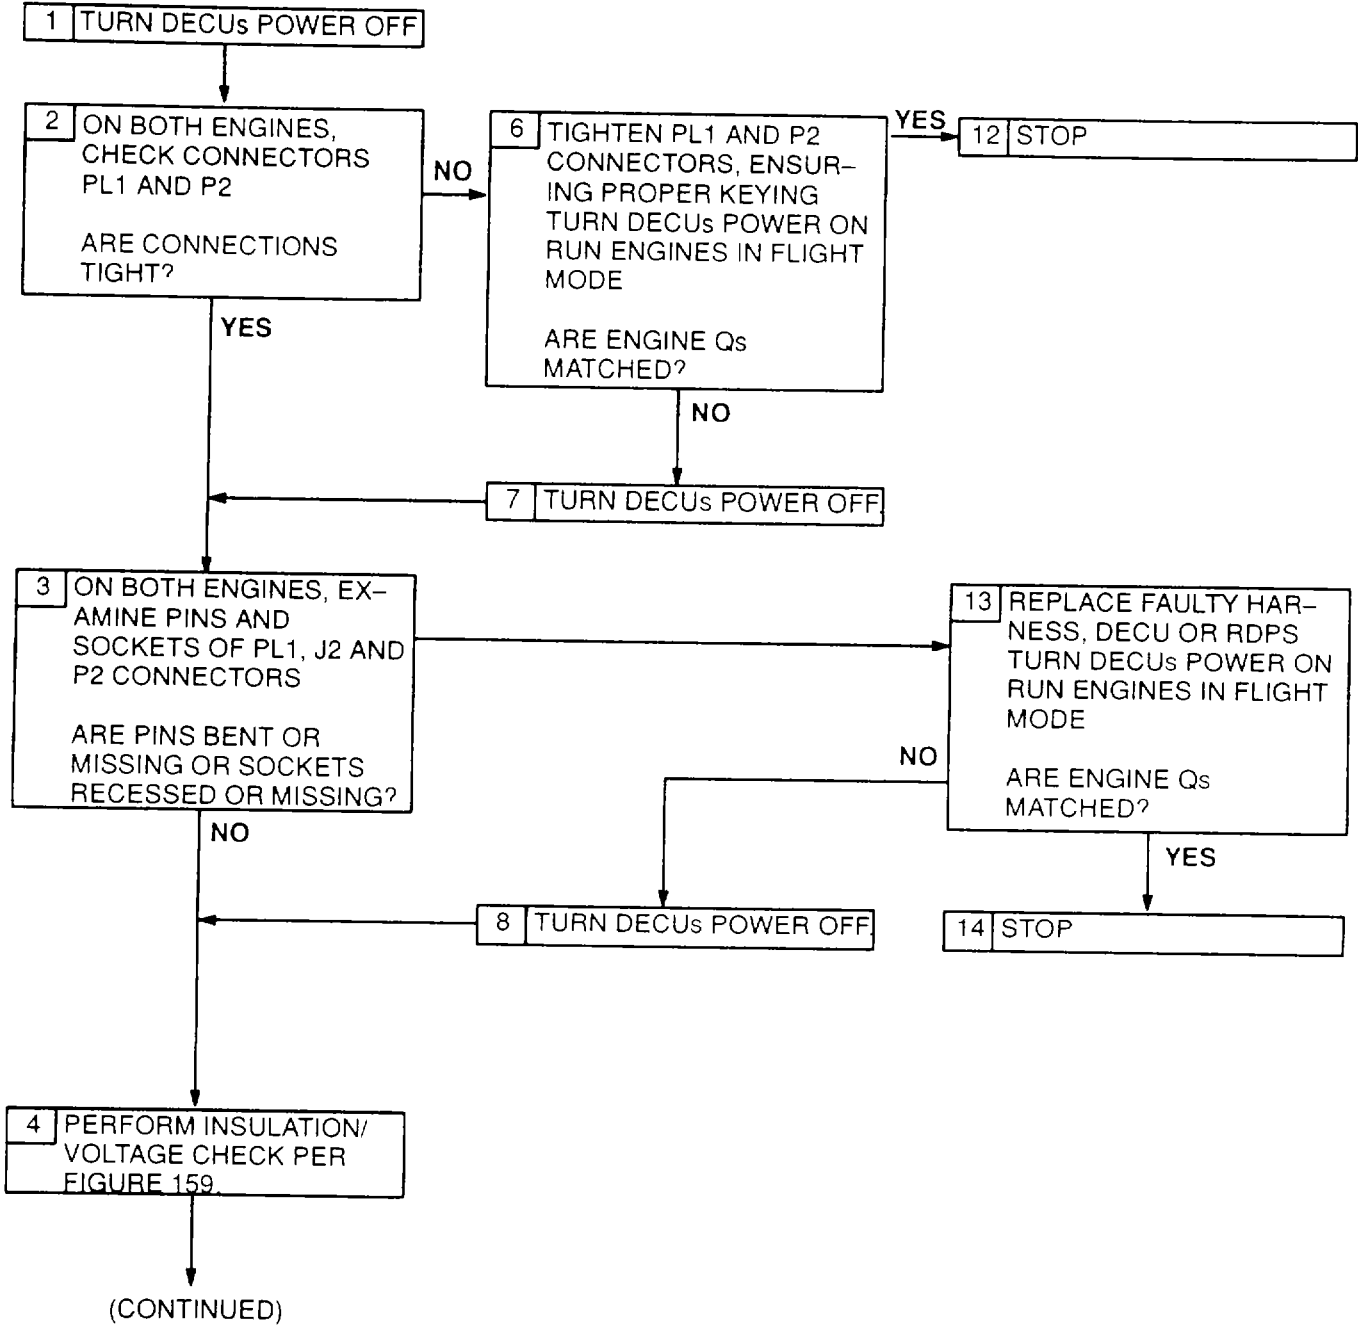 1 TURN DECUs POWER OFF
2 ON BOTH ENGINES,
CHECK CONNECTORS
PL1 AND P2
ARE CONNECTIONS
TIGHT?
NO
YES
6 TIGHTEN PL1 AND P2
CONNECTORS, ENSUR–
ING PROPER KEYING
TURN DECUs POWER ON
RUN ENGINES IN FLIGHT
MODE
ARE ENGINE Qs
MATCHED?
YES
12 STOP
NO
7 TURN DECUs POWER OFF.
3 ON BOTH ENGINES, EX–
AMINE PINS AND
SOCKETS OF PL1, J2 AND
P2 CONNECTORS
ARE PINS BENT OR
MISSING OR SOCKETS
RECESSED OR MISSING?
NO
13 REPLACE FAULTY HAR–
NESS, DECU OR RDPS
TURN DECUs POWER ON
RUN ENGINES IN FLIGHT
MODE
ARE ENGINE Qs
MATCHED?
NO
YES
8 TURN DECUs POWER OFF.
14 STOP
4 PERFORM INSULATION/
VOLTAGE CHECK PER
FIGURE 159.
(CONTINUED)